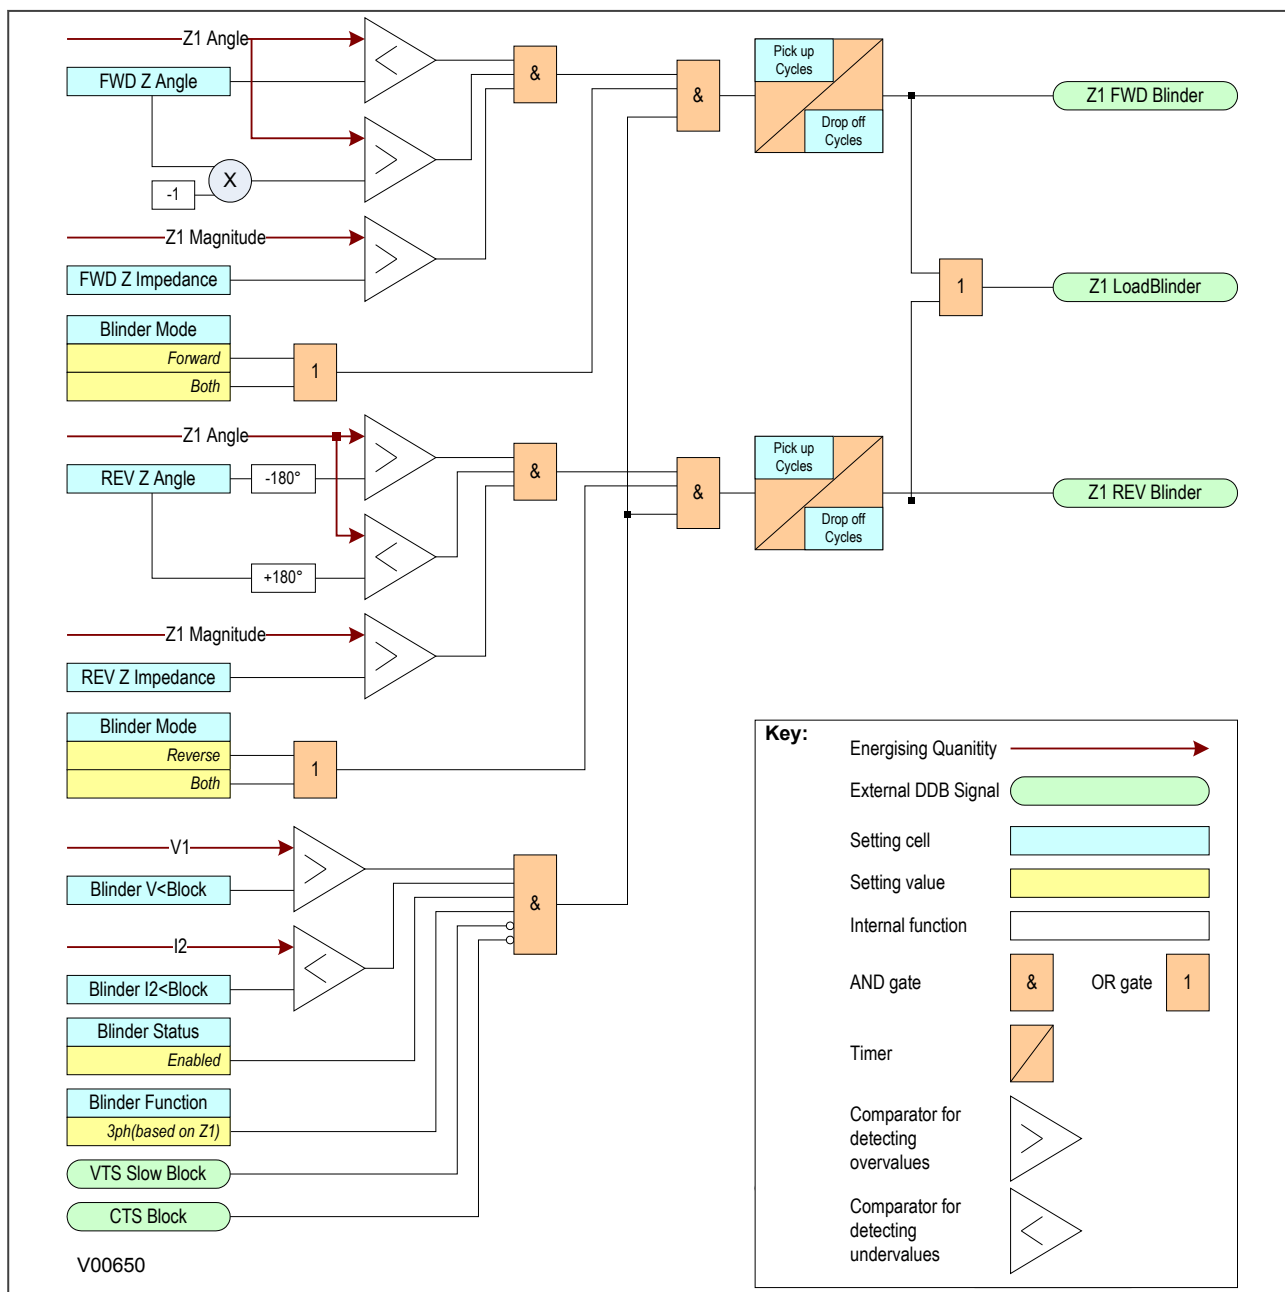 Z1 Angle
FWD Z Angle
-1
X
Z1 Magnitude
FWD Z Impedance
Blinder Mode
Forward
Both
1
&
&
Pick up
Cycles
Drop off
Cycles
Z1 FWD Blinder
1
Z1 LoadBlinder
Z1 Angle
REV Z Angle
-180°
+180°
Z1 Magnitude
REV Z Impedance
Blinder Mode
Reverse
Both
1
&
&
Pick up
Cycles
Drop off
Cycles
Z1 REV Blinder
V1
Blinder V<Block
I2
Blinder I2<Block
Blinder Status
Enabled
Blinder Function
3ph(based on Z1)
VTS Slow Block
CTS Block
&
V00650
Key:
Energising Quanitity
External DDB Signal
Setting cell
Setting value
Internal function
AND gate
&
OR gate
1
Timer
Comparator for
detecting
overvalues
Comparator for
detecting
undervalues